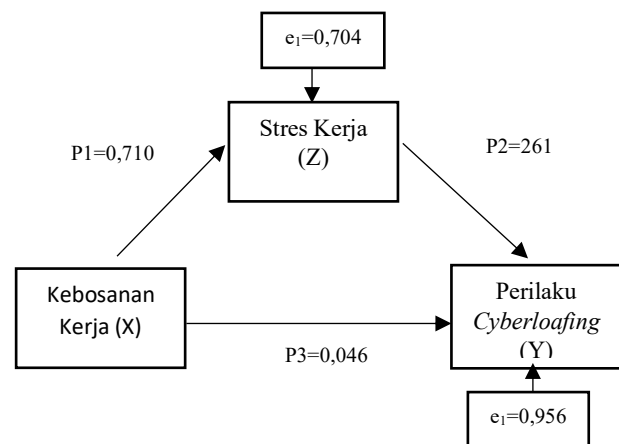 e₁=0,704
Stres Kerja
(Z)
P1=0,710
P2=261
Kebosanan
Kerja (X)
Perilaku
Cyberloafing
(Y)
P3=0,046
e₁=0,956